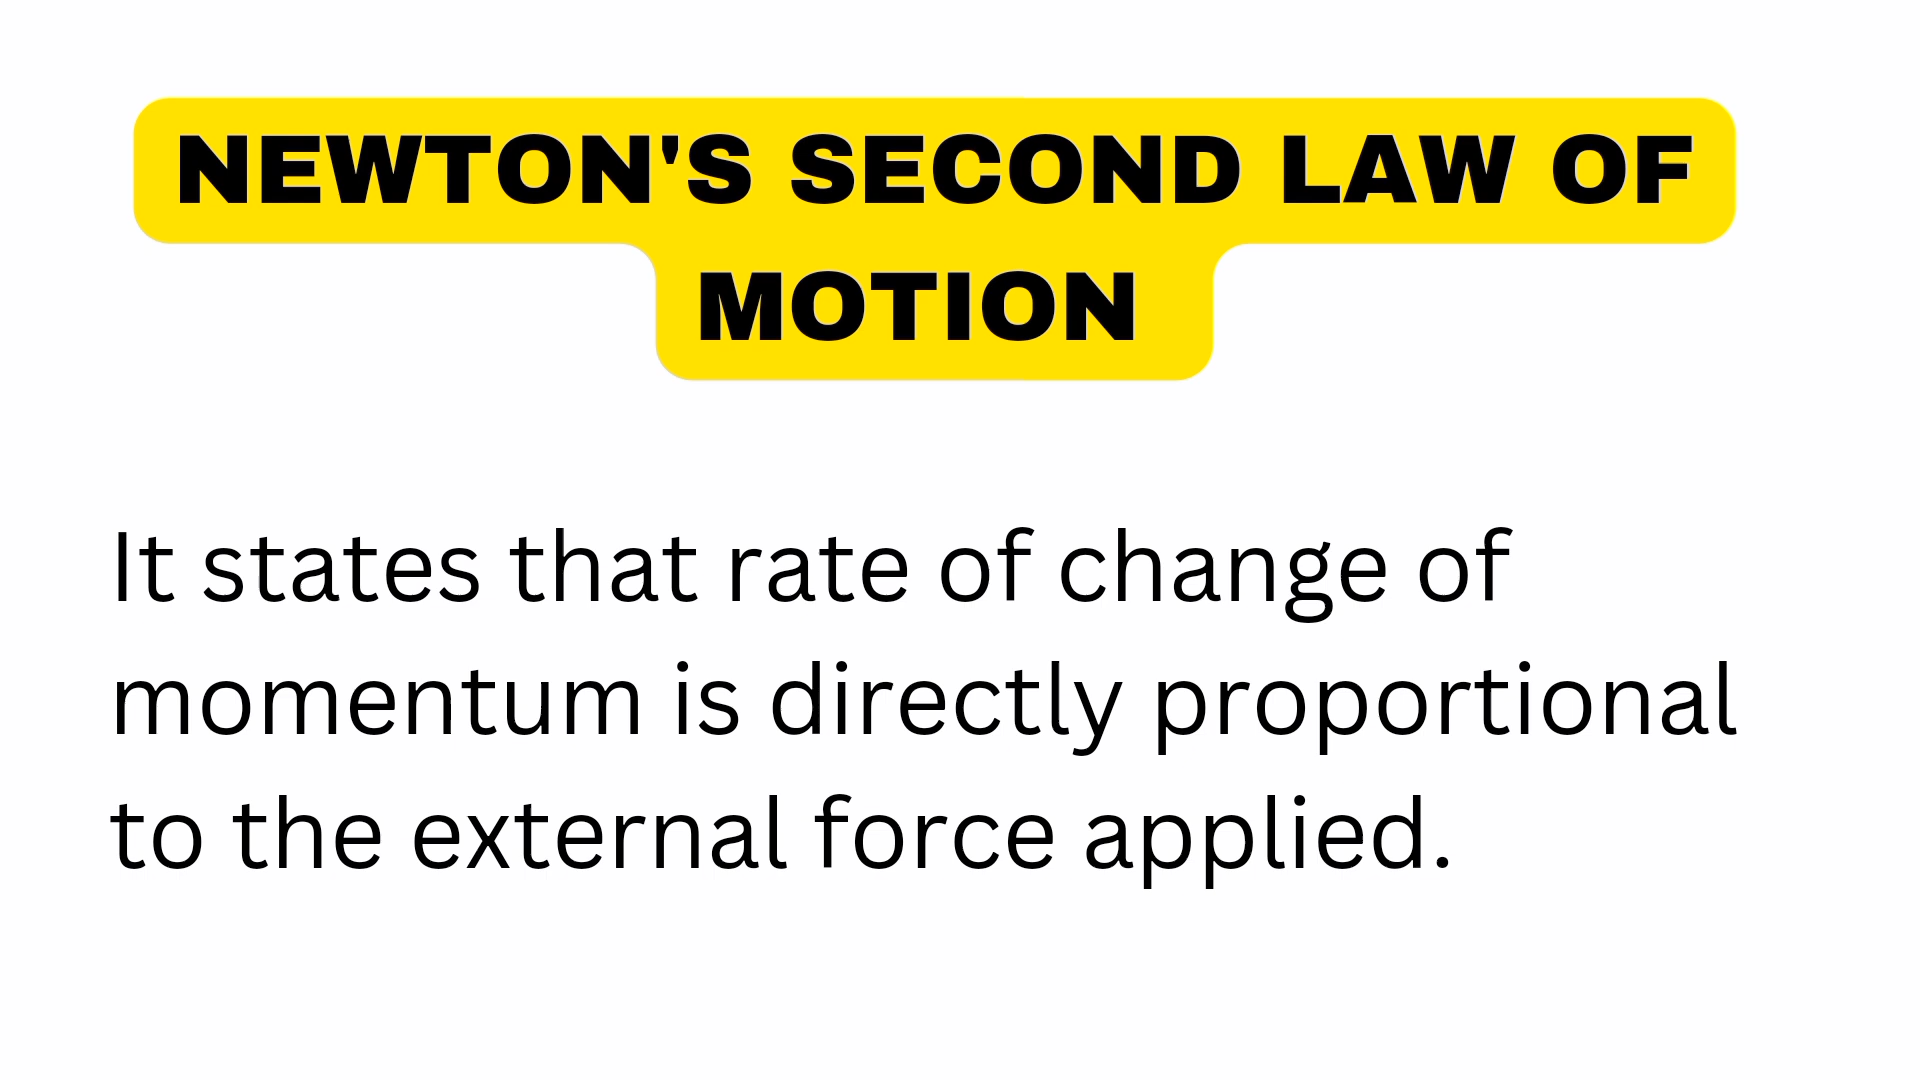 NEWTON'S SECOND LAW OF
MOTION
It states that rate of change of
momentum is directly proportional
to the external force applied.